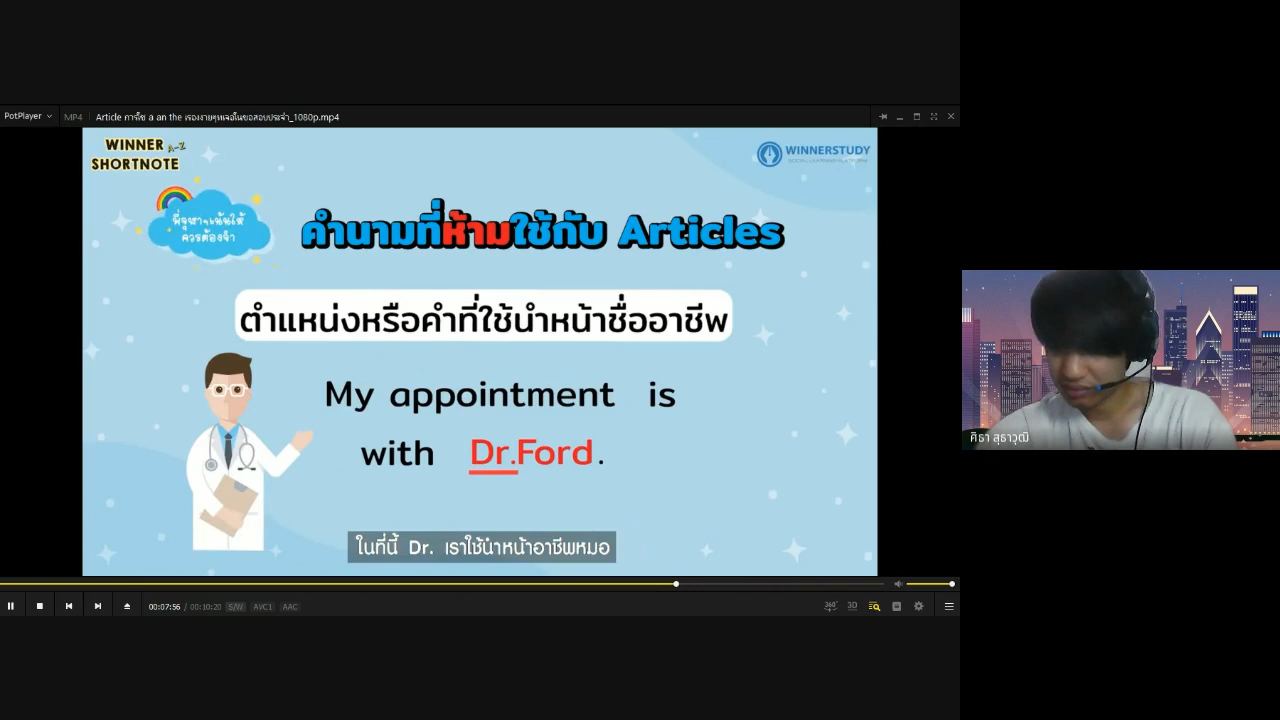 PotPlayer
MP4
Article การใช้ a an the เรื่องง่ายๆที่เจอในข้อสอบประจำ_1080p.mp4
WINNER A-Z
SHORTNOTE
WINNERSTUDY
พี่จุฬาฯเน้นให้
ควรต้องจำ
คำนามที่ห้ามใช้กับ Articles
ตำแหน่งหรือคำที่ใช้นำหน้าชื่ออาชีพ
My appointment is
with Dr.Ford.
ในที่นี้ Dr. เราใช้นำหน้าอาชีพหมอ
ศิธา สุธาวุฒิ
00:07:56 / 00:10:20 S/W AVC1 AAC
360° 3D